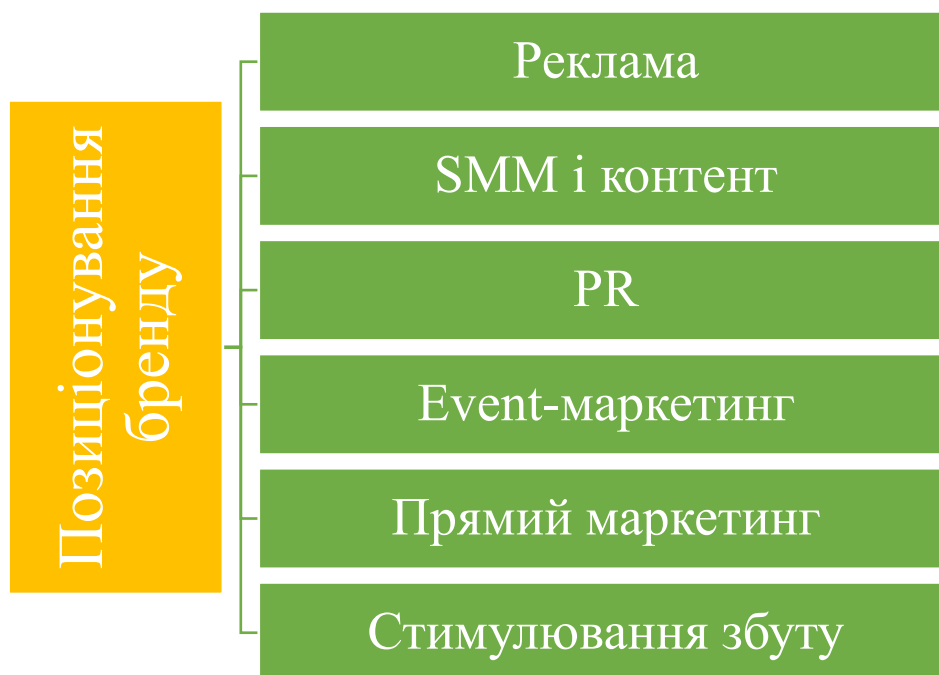 Позиціонування
бренду
Реклама
SMM і контент
PR
Event-маркетинг
Прямий маркетинг
Стимулювання збуту